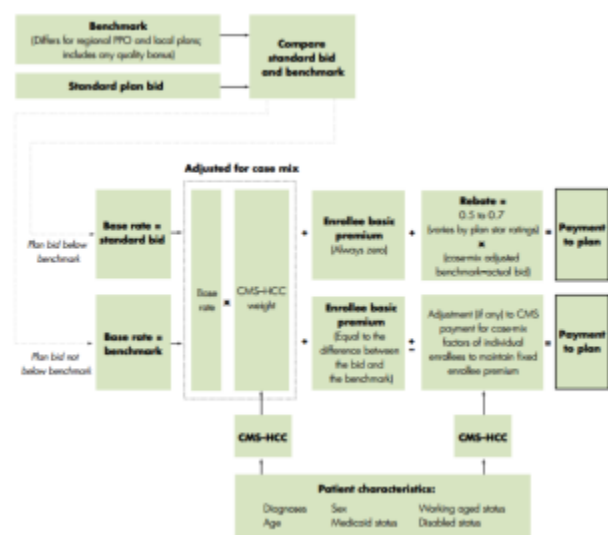 Benchmark
(Differs for regional PPO and local plans;
includes any quality bonus)
Standard plan bid
Compare
standard bid
and benchmark
Adjusted for case mix
Plan bid below
benchmark
Base rate =
standard bid
Base
rate
×
CMS–HCC
weight
+
Enrollee basic
premium
(Always zero)
+
Rebate =
0.5 to 0.7
(varies by plan star ratings)
×
(case-mix adjusted
benchmark–actual bid)
=
Payment
to plan
Plan bid not
below benchmark
Base rate =
benchmark
+
Enrollee basic
premium
(Equal to the
difference between
the bid and
the benchmark)
+
–
Adjustment (if any) to CMS
payment for case-mix
factors of individual
enrollees to maintain fixed
enrollee premium
=
Payment
to plan
CMS–HCC
CMS–HCC
Patient characteristics:
Diagnoses Sex Working aged status
Age Medicaid status Disabled status